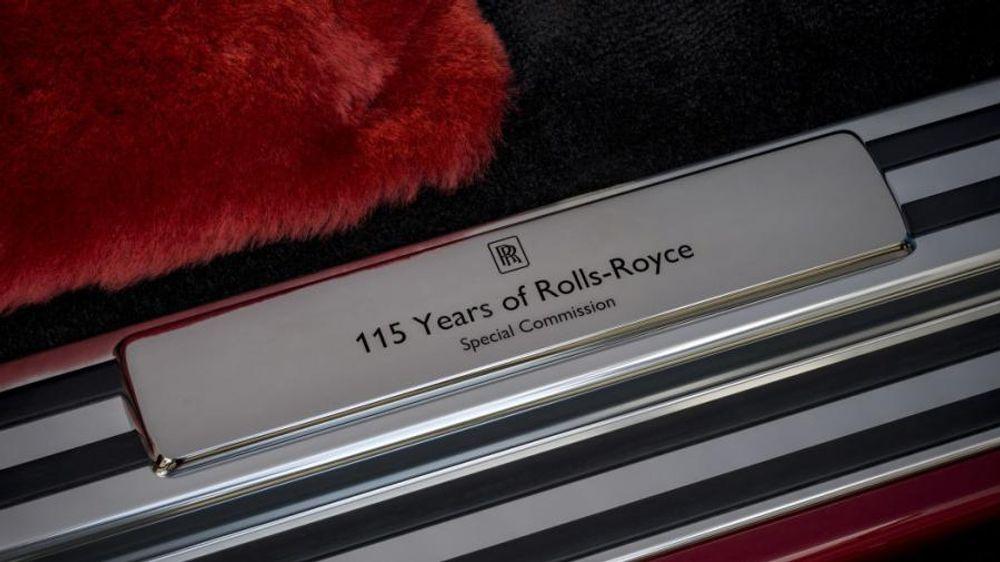 RR
115 Years of Rolls-Royce
Special Commission